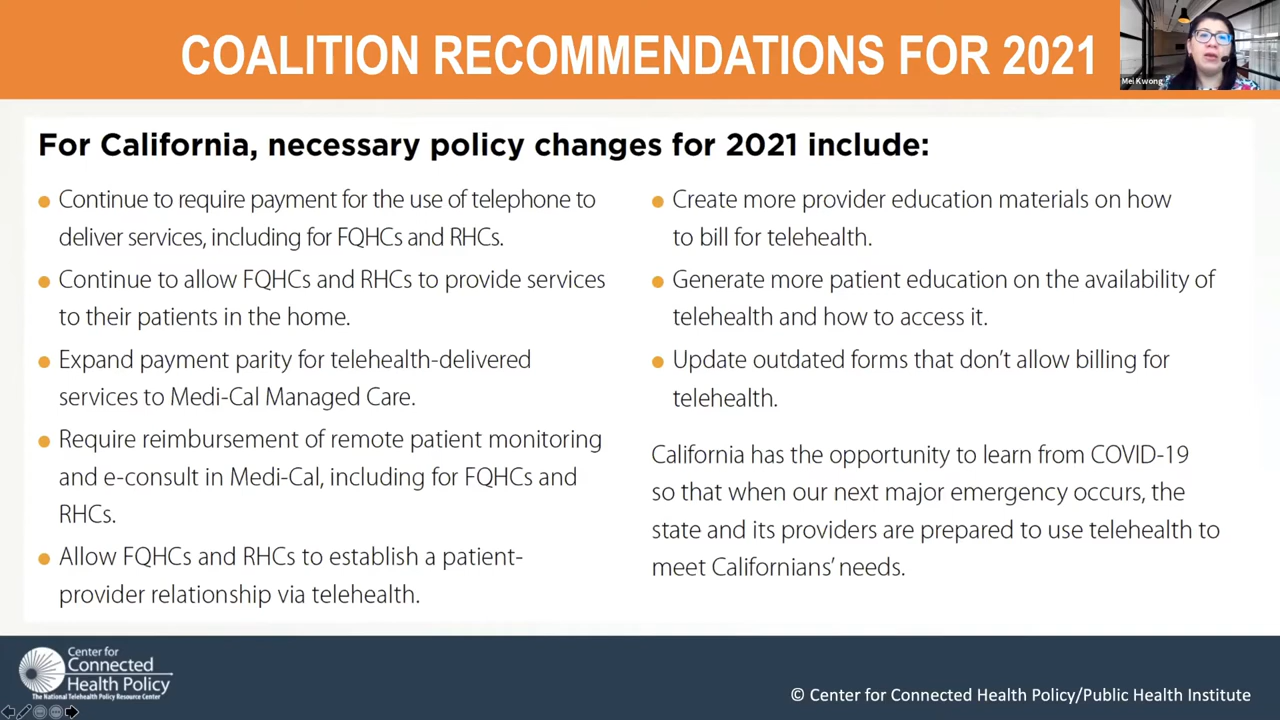 COALITION RECOMMENDATIONS FOR 2021
Mei Kwong
For California, necessary policy changes for 2021 include:
Continue to require payment for the use of telephone to
deliver services, including for FQHCs and RHCs.
Continue to allow FQHCs and RHCs to provide services
to their patients in the home.
Expand payment parity for telehealth-delivered
services to Medi-Cal Managed Care.
Require reimbursement of remote patient monitoring
and e-consult in Medi-Cal, including for FQHCs and
RHCs.
Allow FQHCs and RHCs to establish a patient-
provider relationship via telehealth.
Create more provider education materials on how
to bill for telehealth.
Generate more patient education on the availability of
telehealth and how to access it.
Update outdated forms that don’t allow billing for
telehealth.
California has the opportunity to learn from COVID-19
so that when our next major emergency occurs, the
state and its providers are prepared to use telehealth to
meet Californians’ needs.
Center for
Connected
Health Policy
The National Telehealth Policy Resource Center
© Center for Connected Health Policy/Public Health Institute